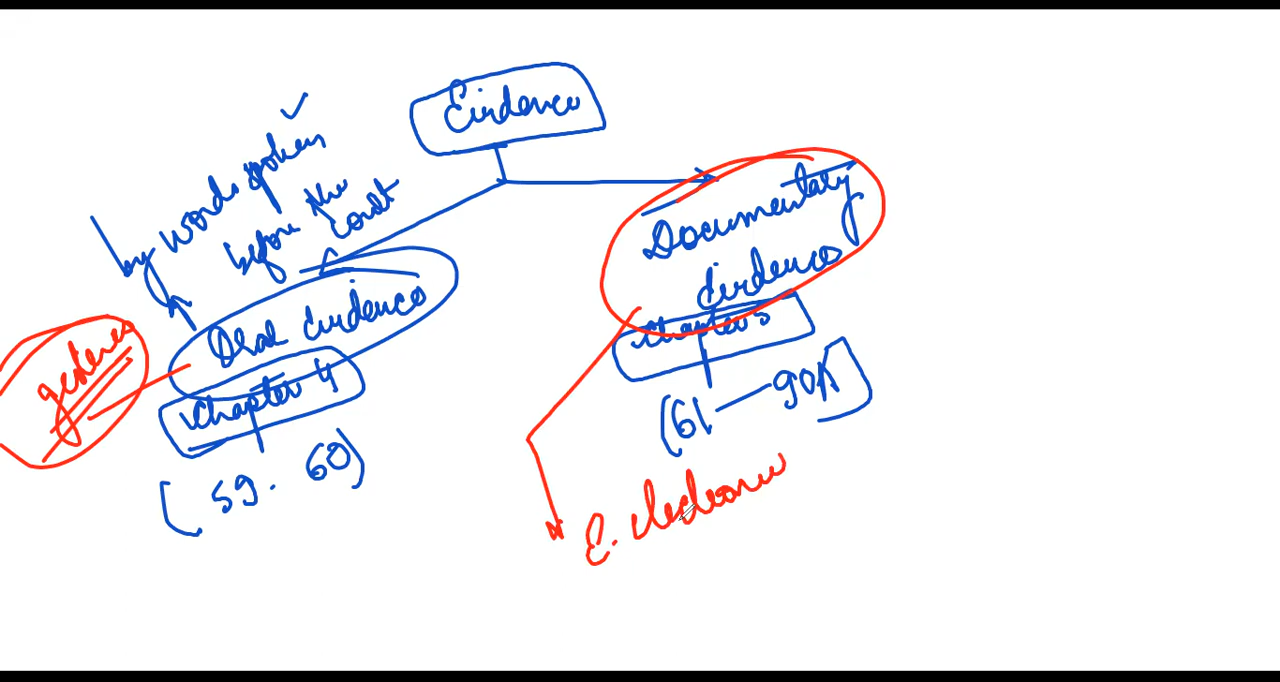 Evidence
by words spoken
before the
court
Documentary
Evidence
Oral Evidence
Chapter 5
gestures
Chapter 4
(61 — 90A)
(59. 60)
E.